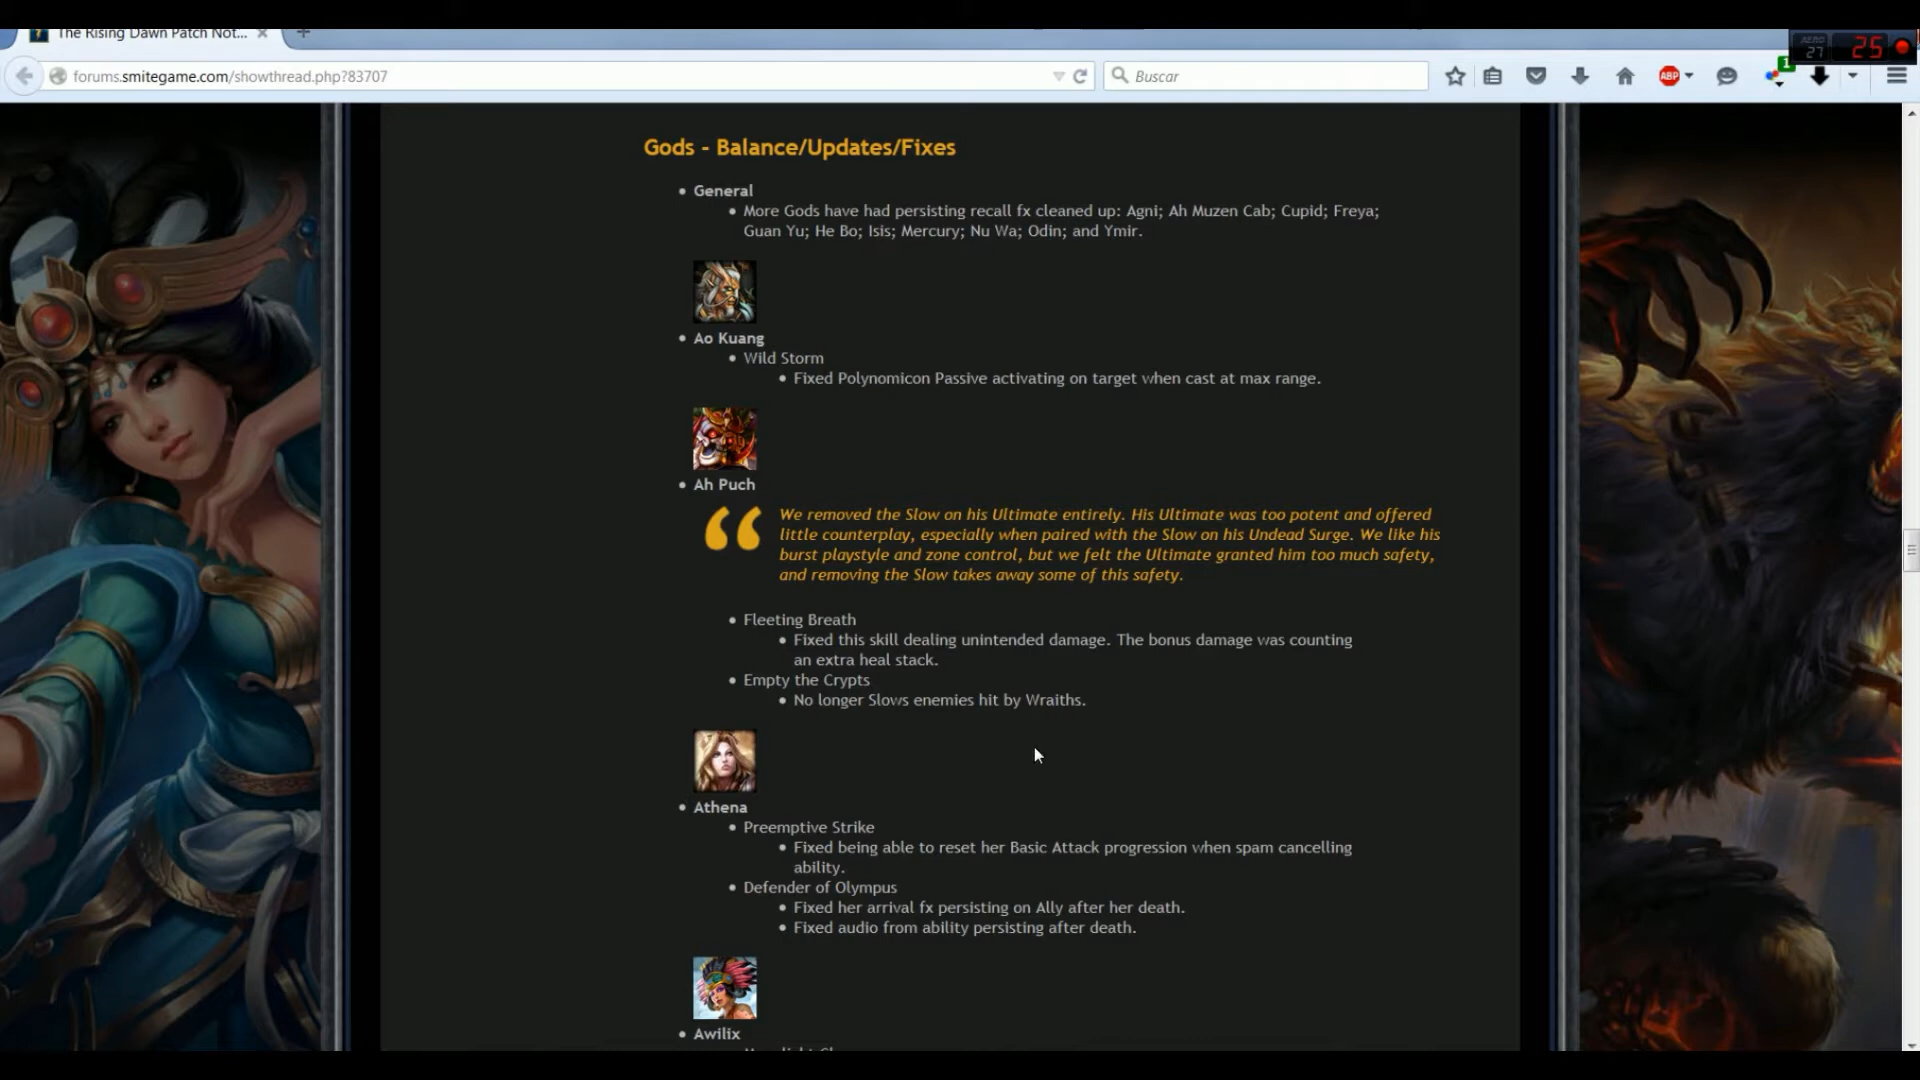 The Rising Dawn Patch Not...
AERO
27
25
forums.smitegame.com/showthread.php?83707
Buscar
ABP
1
Gods - Balance/Updates/Fixes
• General
• More Gods have had persisting recall fx cleaned up: Agni; Ah Muzen Cab; Cupid; Freya;
Guan Yu; He Bo; Isis; Mercury; Nu Wa; Odin; and Ymir.
• Ao Kuang
• Wild Storm
• Fixed Polynomicon Passive activating on target when cast at max range.
• Ah Puch
“ We removed the Slow on his Ultimate entirely. His Ultimate was too potent and offered
little counterplay, especially when paired with the Slow on his Undead Surge. We like his
burst playstyle and zone control, but we felt the Ultimate granted him too much safety,
and removing the Slow takes away some of this safety.
• Fleeting Breath
• Fixed this skill dealing unintended damage. The bonus damage was counting
an extra heal stack.
• Empty the Crypts
• No longer Slows enemies hit by Wraiths.
• Athena
• Preemptive Strike
• Fixed being able to reset her Basic Attack progression when spam cancelling
ability.
• Defender of Olympus
• Fixed her arrival fx persisting on Ally after her death.
• Fixed audio from ability persisting after death.
• Awilix